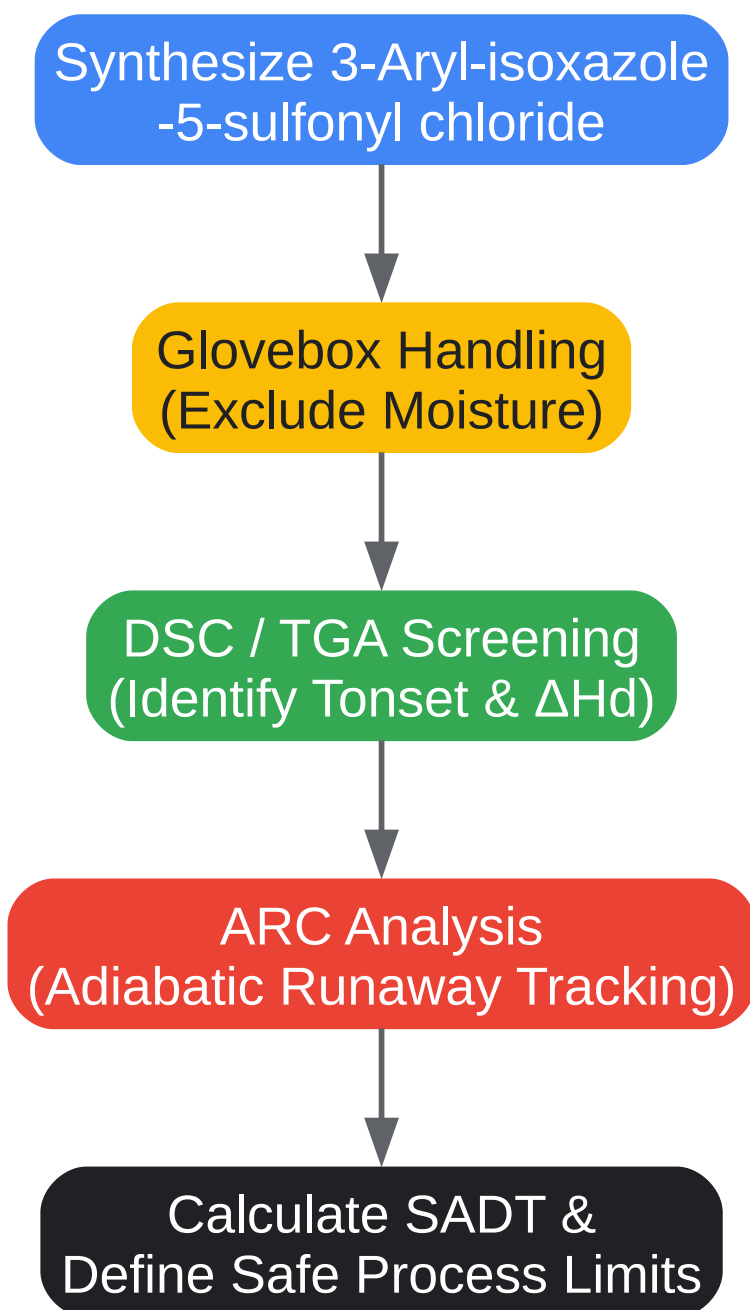 Synthesize 3-Aryl-isoxazole
-5-sulfonyl chloride
Glovebox Handling
(Exclude Moisture)
DSC / TGA Screening
(Identify Tonset & ΔHd)
ARC Analysis
(Adiabatic Runaway Tracking)
Calculate SADT &
Define Safe Process Limits